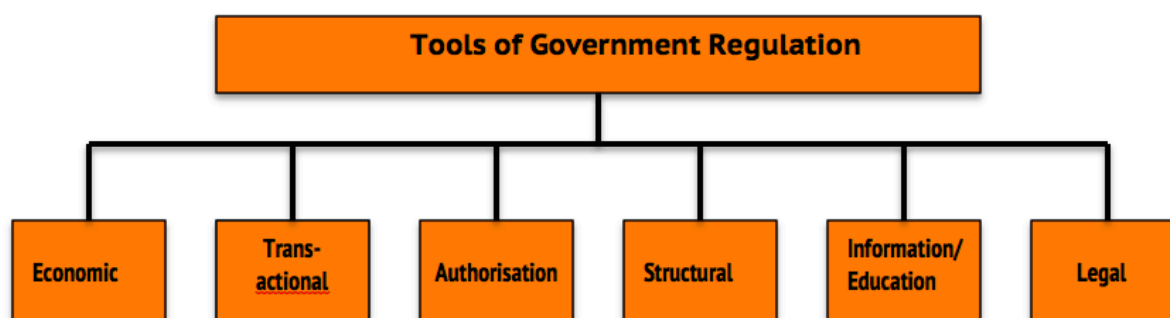 Tools of Government Regulation
Economic
Trans-
actional
Authorisation
Structural
Information/
Education
Legal